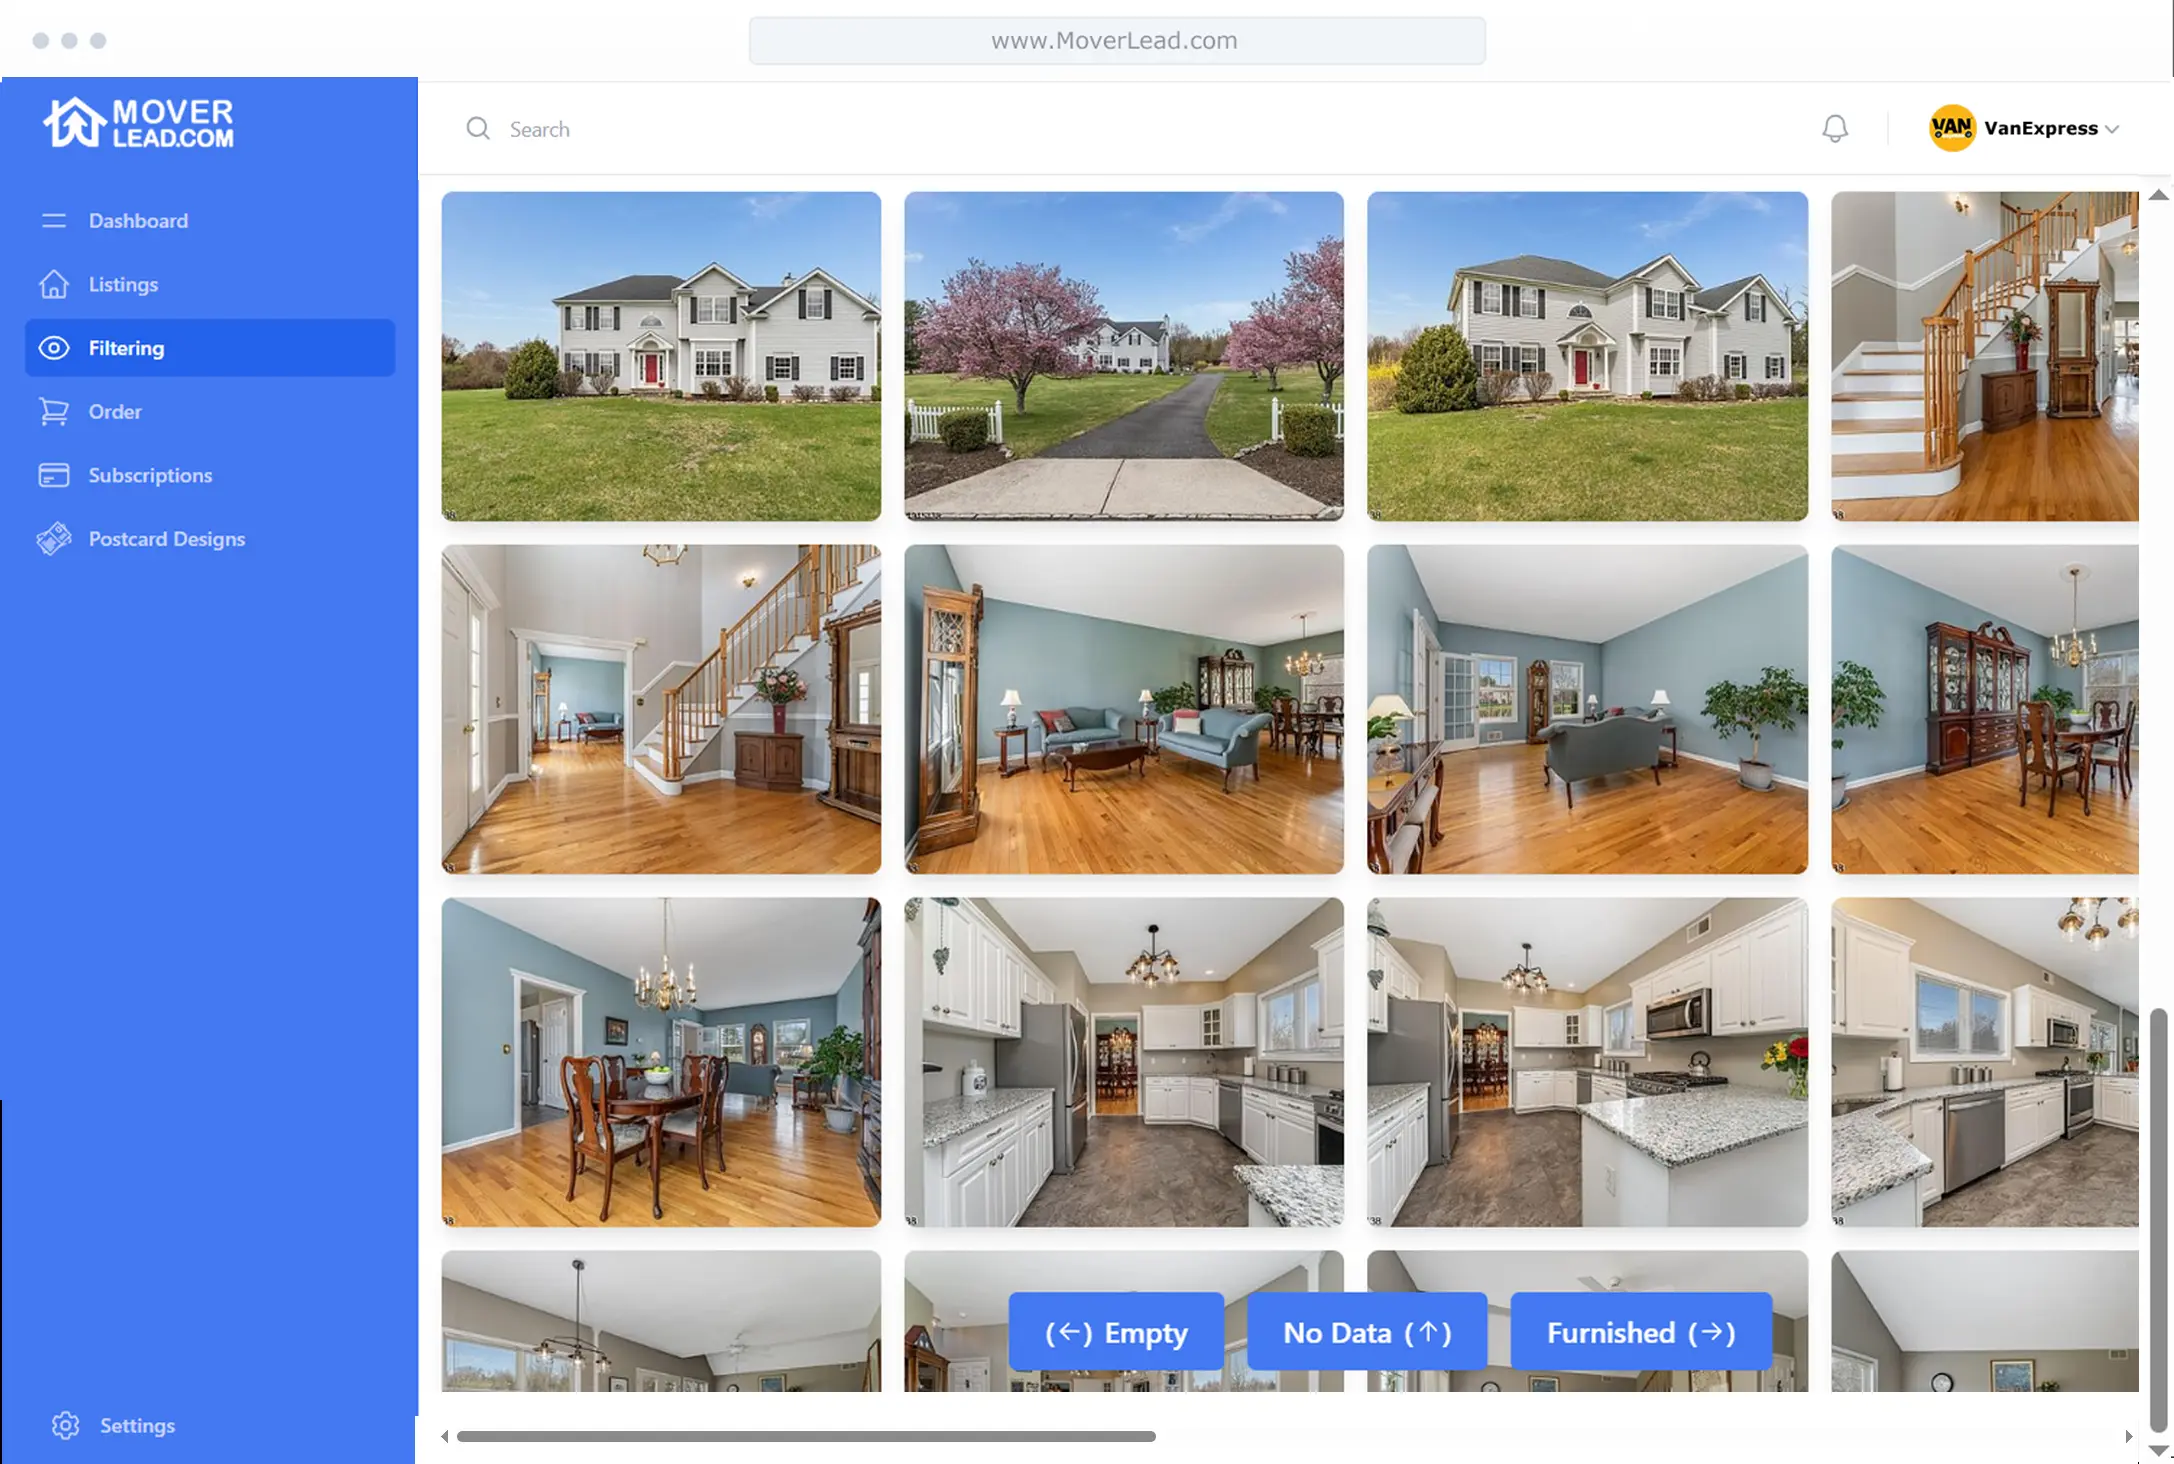 www.MoverLead.com
MOVER
LEAD.COM
Search
VAN
VanExpress
Dashboard
Listings
Filtering
Order
Subscriptions
Postcard Designs
(←) Empty
No Data (↑)
Furnished (→)
Settings